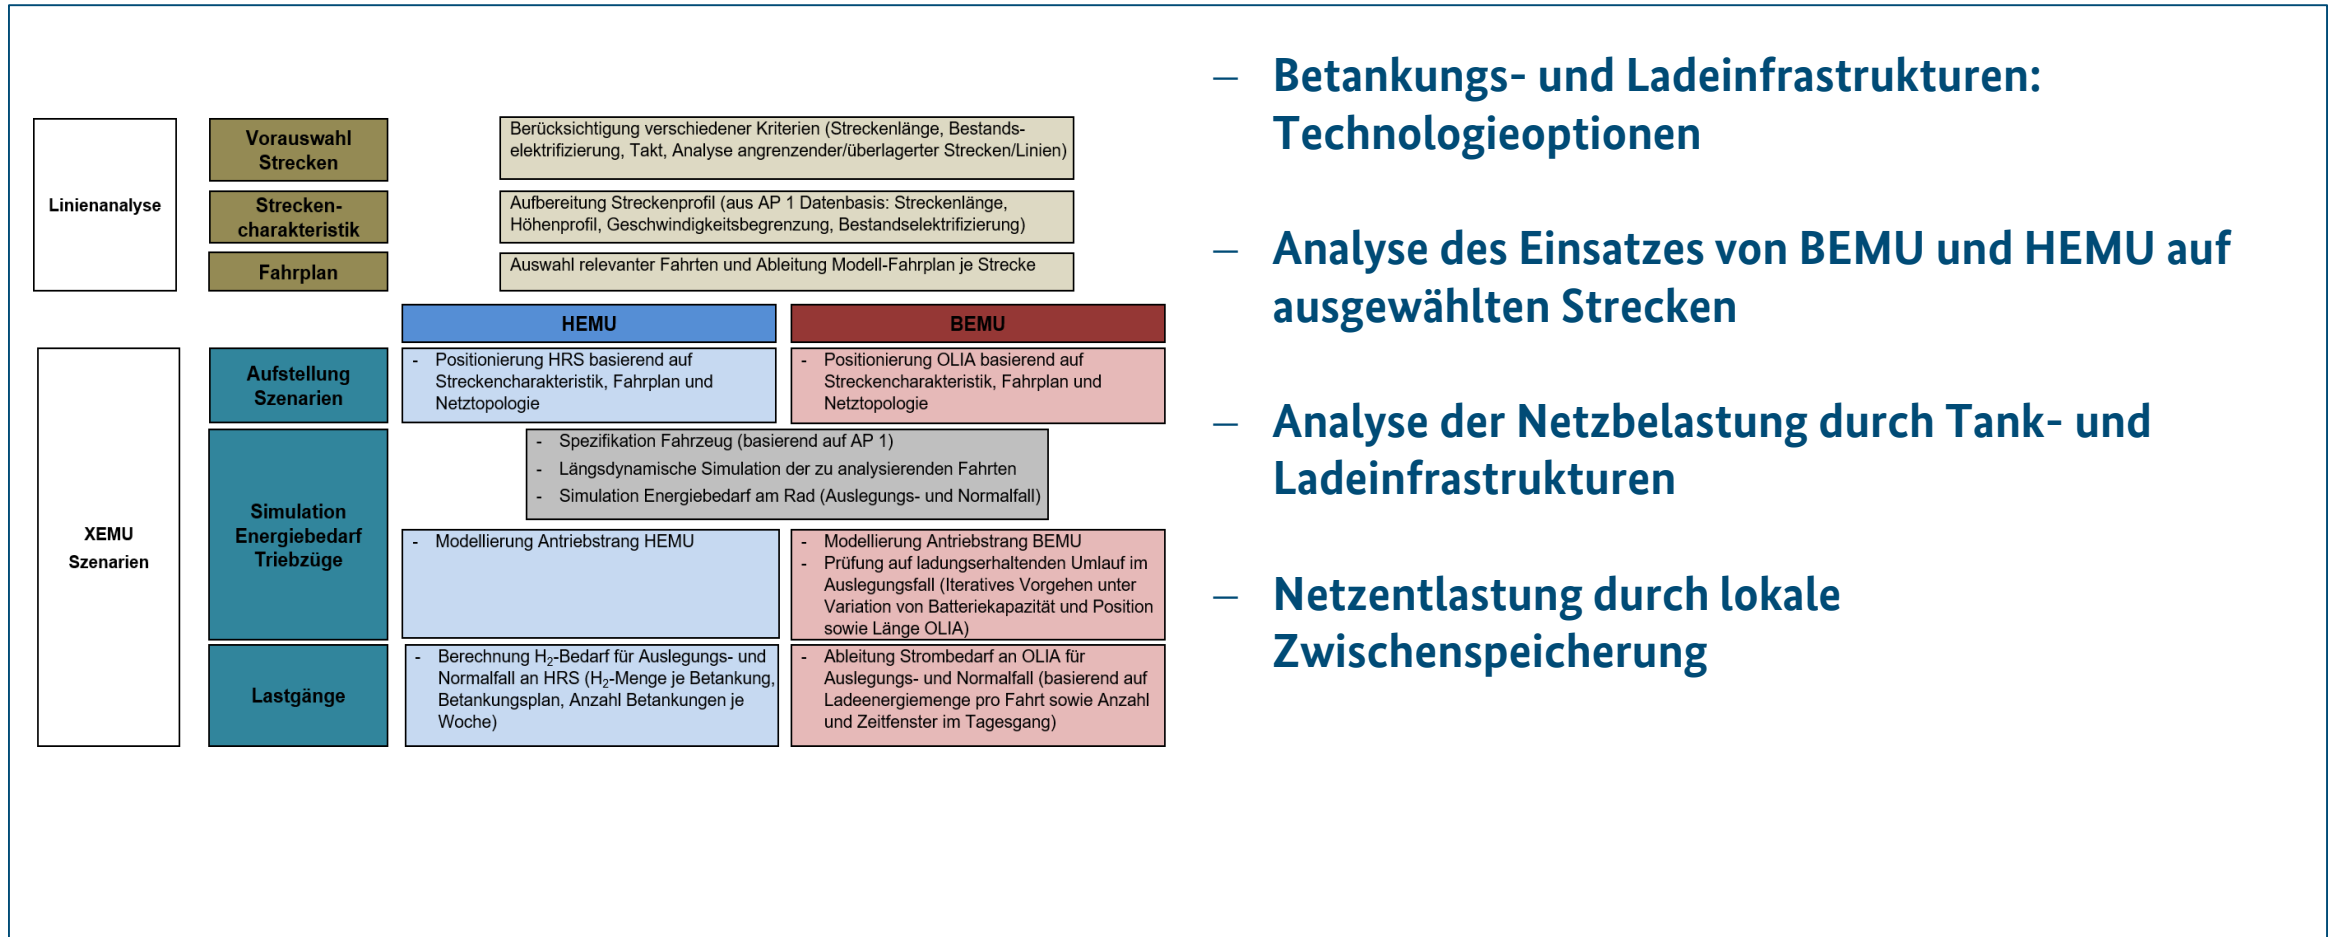 Linienanalyse
Vorauswahl
Strecken
Berücksichtigung verschiedener Kriterien (Streckenlänge, Bestands-
elektrifizierung, Takt, Analyse angrenzender/überlagerter Strecken/Linien)
Strecken-
charakteristik
Aufbereitung Streckenprofil (aus AP 1 Datenbasis: Streckenlänge,
Höhenprofil, Geschwindigkeitsbegrenzung, Bestandselektrifizierung)
Fahrplan
Auswahl relevanter Fahrten und Ableitung Modell-Fahrplan je Strecke
HEMU
BEMU
XEMU
Szenarien
Aufstellung
Szenarien
- Positionierung HRS basierend auf
Streckencharakteristik, Fahrplan und
Netztopologie
- Positionierung OLIA basierend auf
Streckencharakteristik, Fahrplan und
Netztopologie
Simulation
Energiebedarf
Triebzüge
- Spezifikation Fahrzeug (basierend auf AP 1)
- Längsdynamische Simulation der zu analysierenden Fahrten
- Simulation Energiebedarf am Rad (Auslegungs- und Normalfall)
- Modellierung Antriebstrang HEMU
- Modellierung Antriebstrang BEMU
- Prüfung auf ladungserhaltenden Umlauf im
Auslegungsfall (Iteratives Vorgehen unter
Variation von Batteriekapazität und Position
sowie Länge OLIA)
Lastgänge
- Berechnung H₂-Bedarf für Auslegungs- und
Normalfall an HRS (H₂-Menge je Betankung,
Betankungsplan, Anzahl Betankungen je
Woche)
- Ableitung Strombedarf an OLIA für
Auslegungs- und Normalfall (basierend auf
Ladeenergiemenge pro Fahrt sowie Anzahl
und Zeitfenster im Tagesgang)
– Betankungs- und Ladeinfrastrukturen:
Technologieoptionen
– Analyse des Einsatzes von BEMU und HEMU auf
ausgewählten Strecken
– Analyse der Netzbelastung durch Tank- und
Ladeinfrastrukturen
– Netzentlastung durch lokale
Zwischenspeicherung